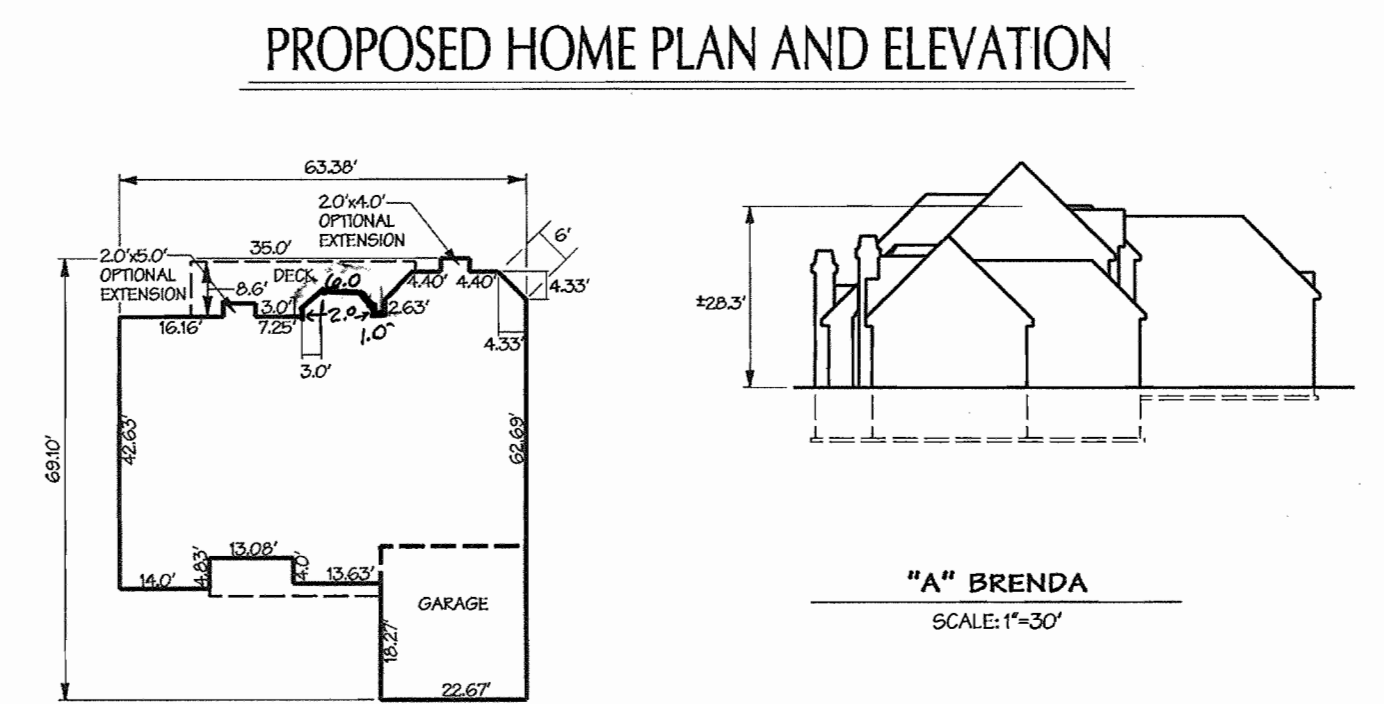 PROPOSED HOME PLAN AND ELEVATION
63.38'
2.0'x4.0'
OPTIONAL
EXTENSION
6'
2.0'x5.0'
OPTIONAL
EXTENSION
35.0'
DECK
6.0
8.6'
4.40'
4.40'
4.33'
3.0'
2.63'
16.16'
7.25'
2.0
1.0
4.33'
3.0'
±28.3'
42.63'
69.10'
62.69'
13.08'
4.83'
4.0'
14.0'
13.63'
GARAGE
18.27'
22.67'
"A" BRENDA
SCALE: 1"=30'